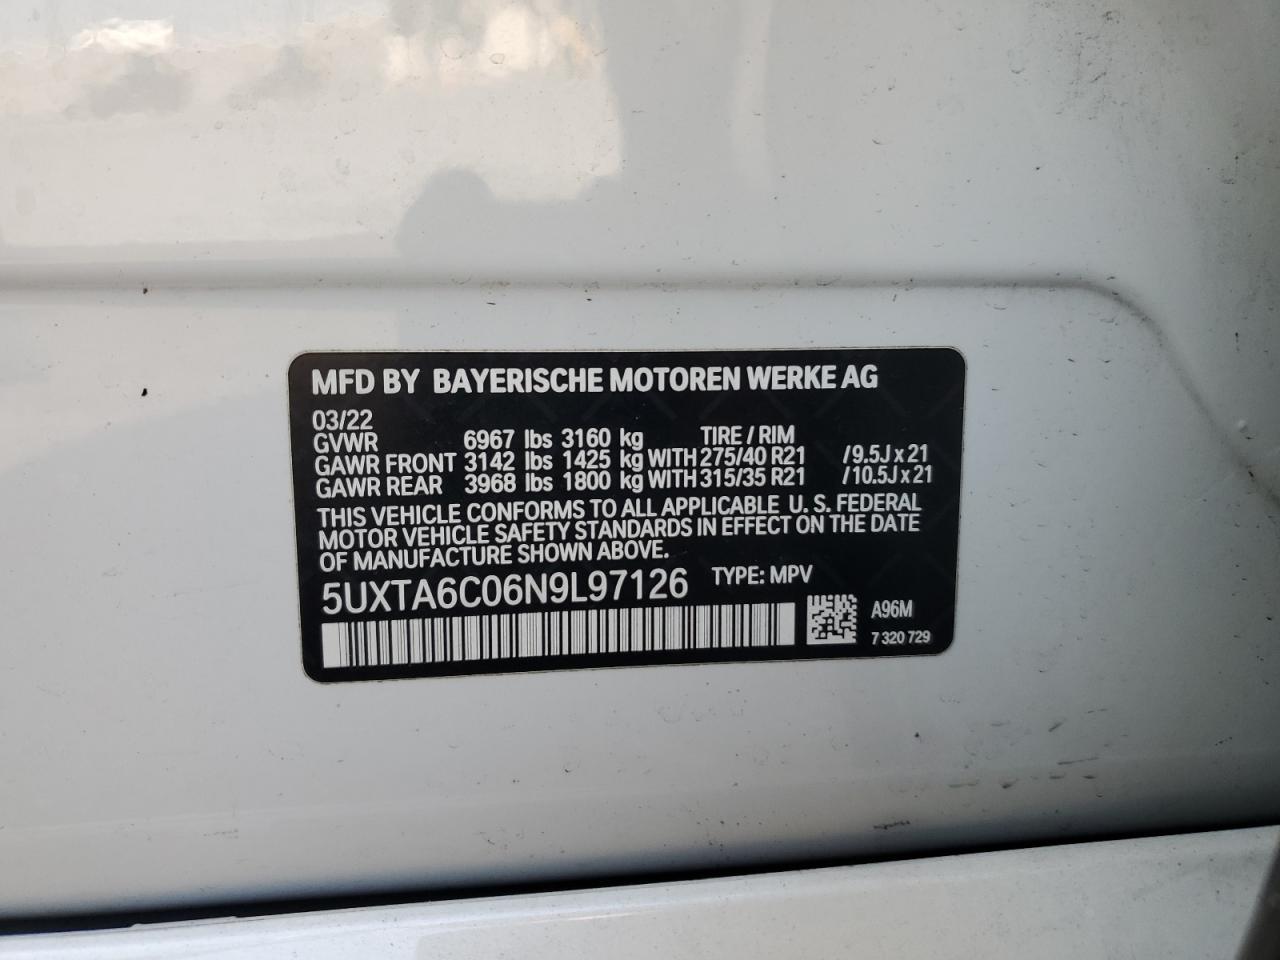 MFD BY BAYERISCHE MOTOREN WERKE AG
03/22
GVWR 6967 lbs 3160 kg TIRE / RIM
GAWR FRONT 3142 lbs 1425 kg WITH 275/40 R21 /9.5J x 21
GAWR REAR 3968 lbs 1800 kg WITH 315/35 R21 /10.5J x 21
THIS VEHICLE CONFORMS TO ALL APPLICABLE U. S. FEDERAL
MOTOR VEHICLE SAFETY STANDARDS IN EFFECT ON THE DATE
OF MANUFACTURE SHOWN ABOVE.
5UXTA6C06N9L97126 TYPE: MPV
A96M
7 320 729